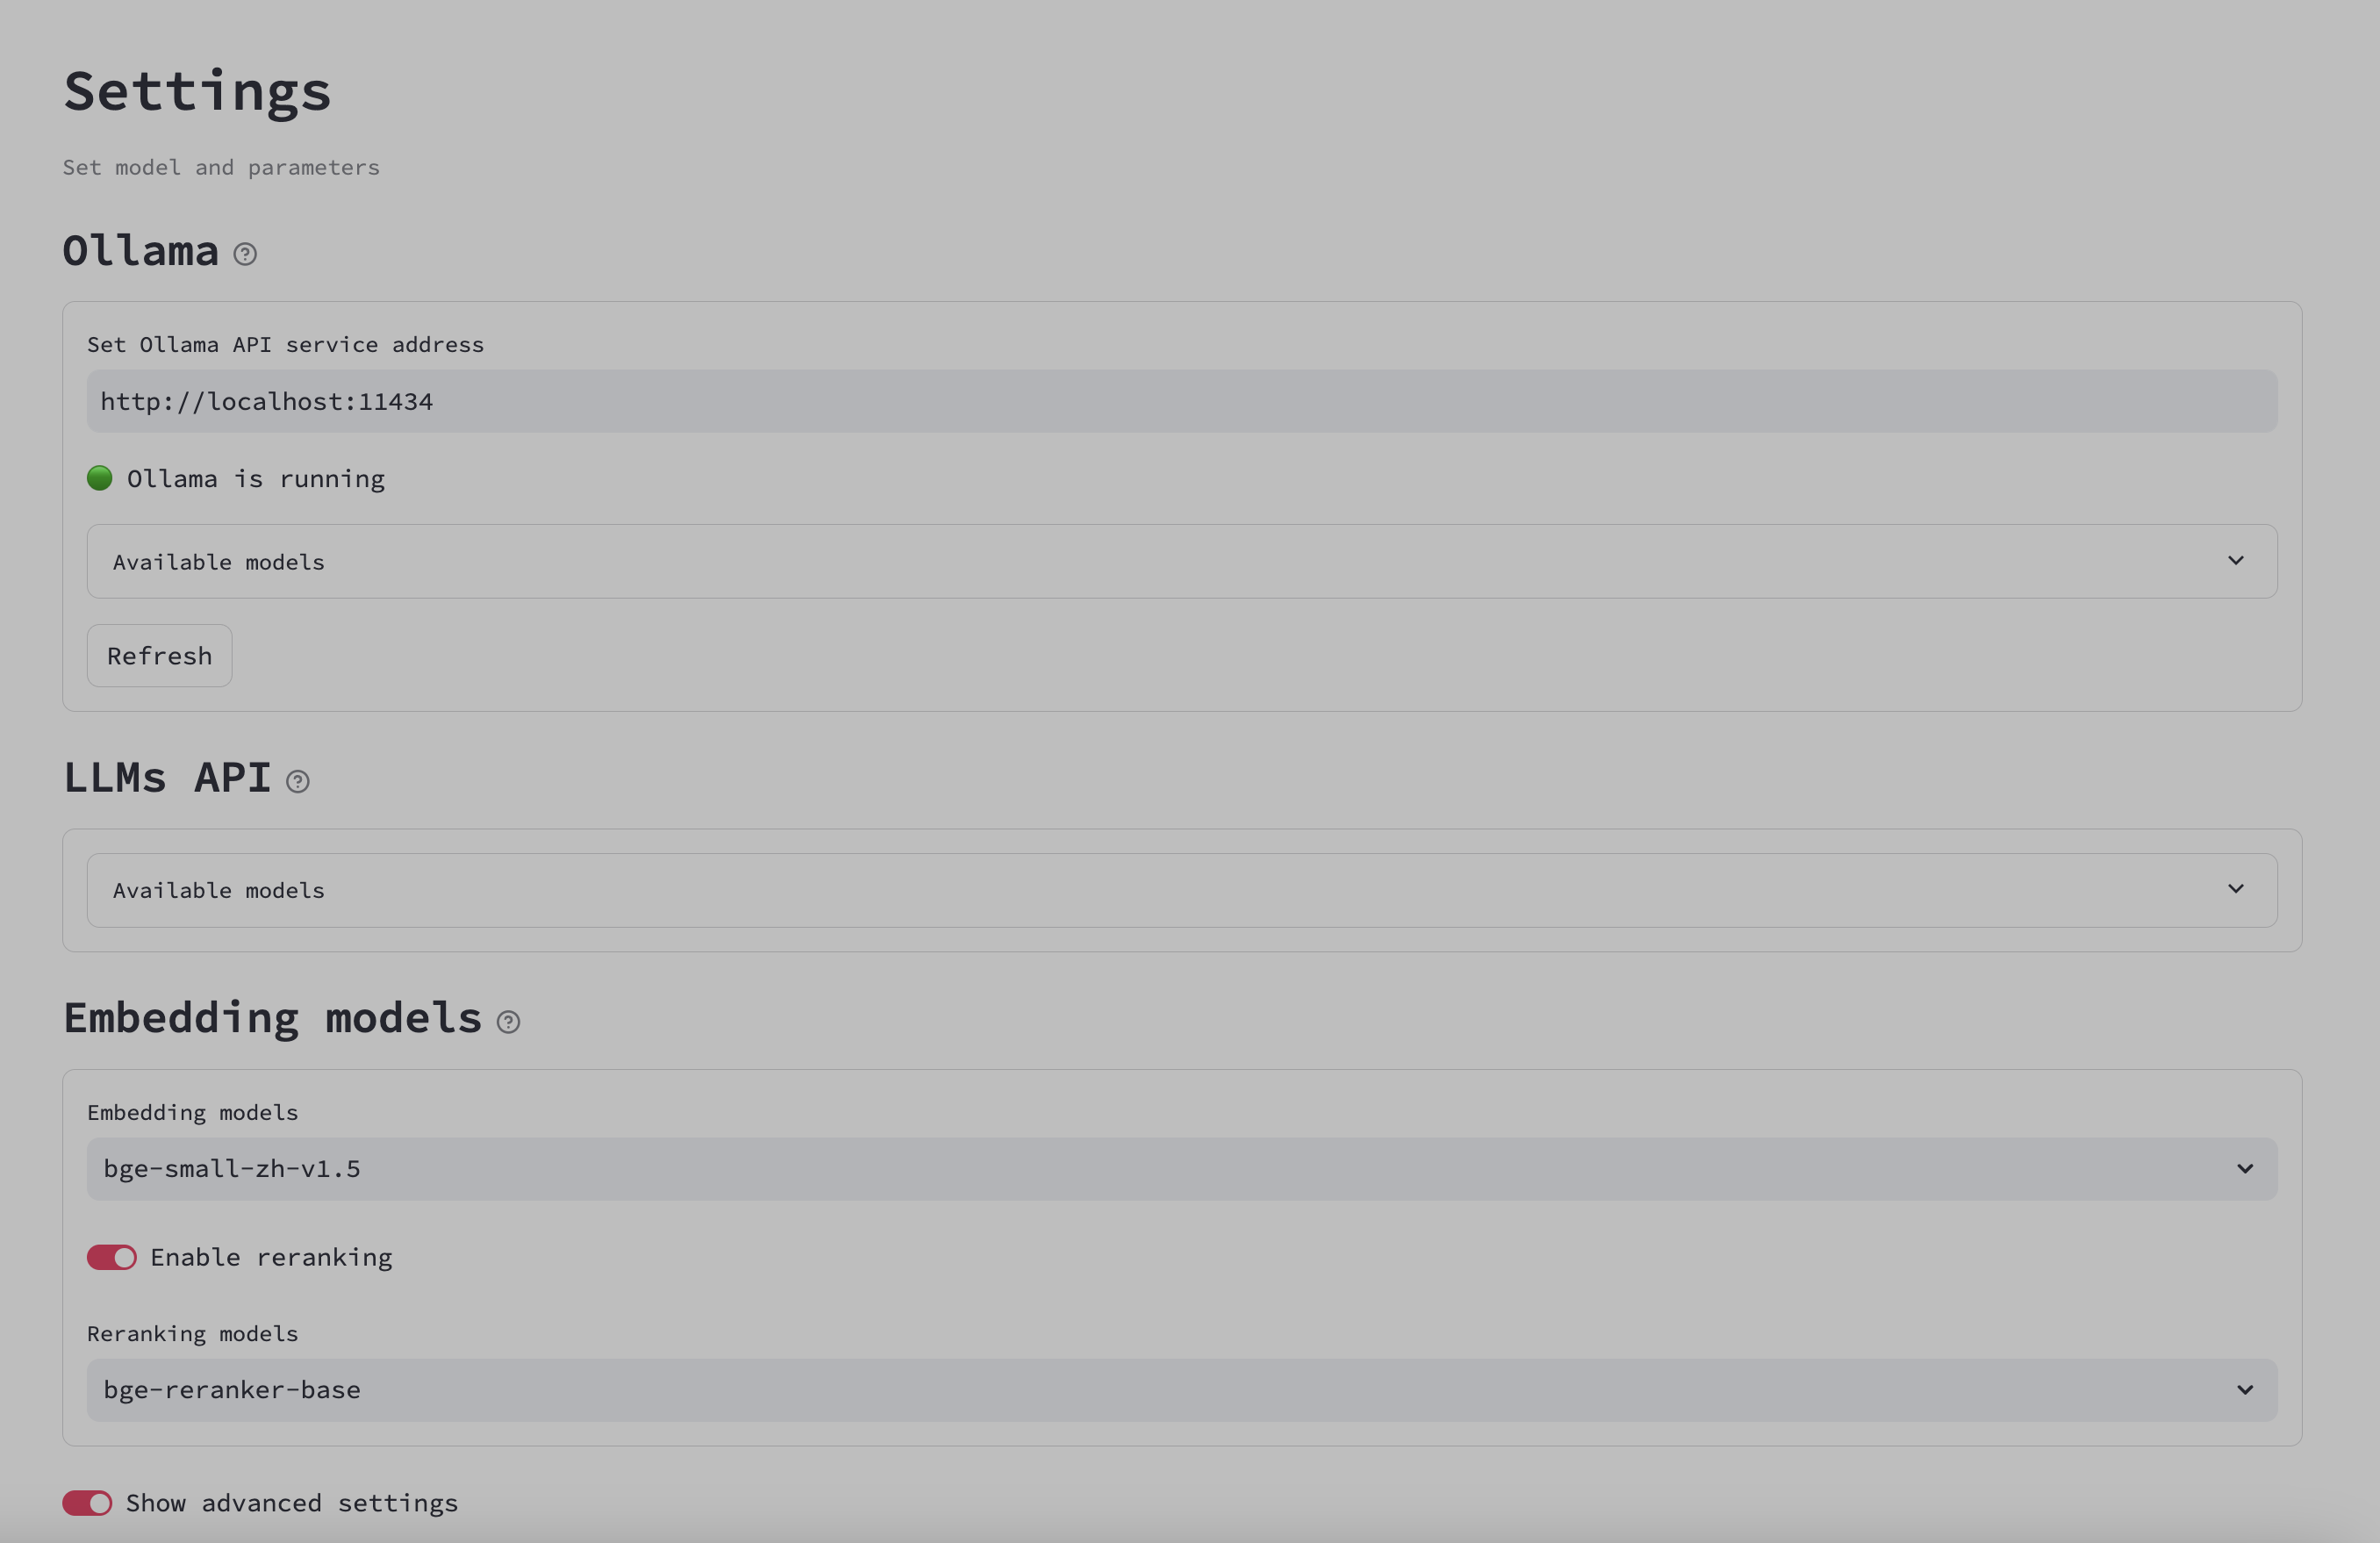 Settings
Set model and parameters
Ollama
Set Ollama API service address
http://localhost:11434
Ollama is running
Available models
Refresh
LLMs API
Available models
Embedding models
Embedding models
bge-small-zh-v1.5
Enable reranking
Reranking models
bge-reranker-base
Show advanced settings